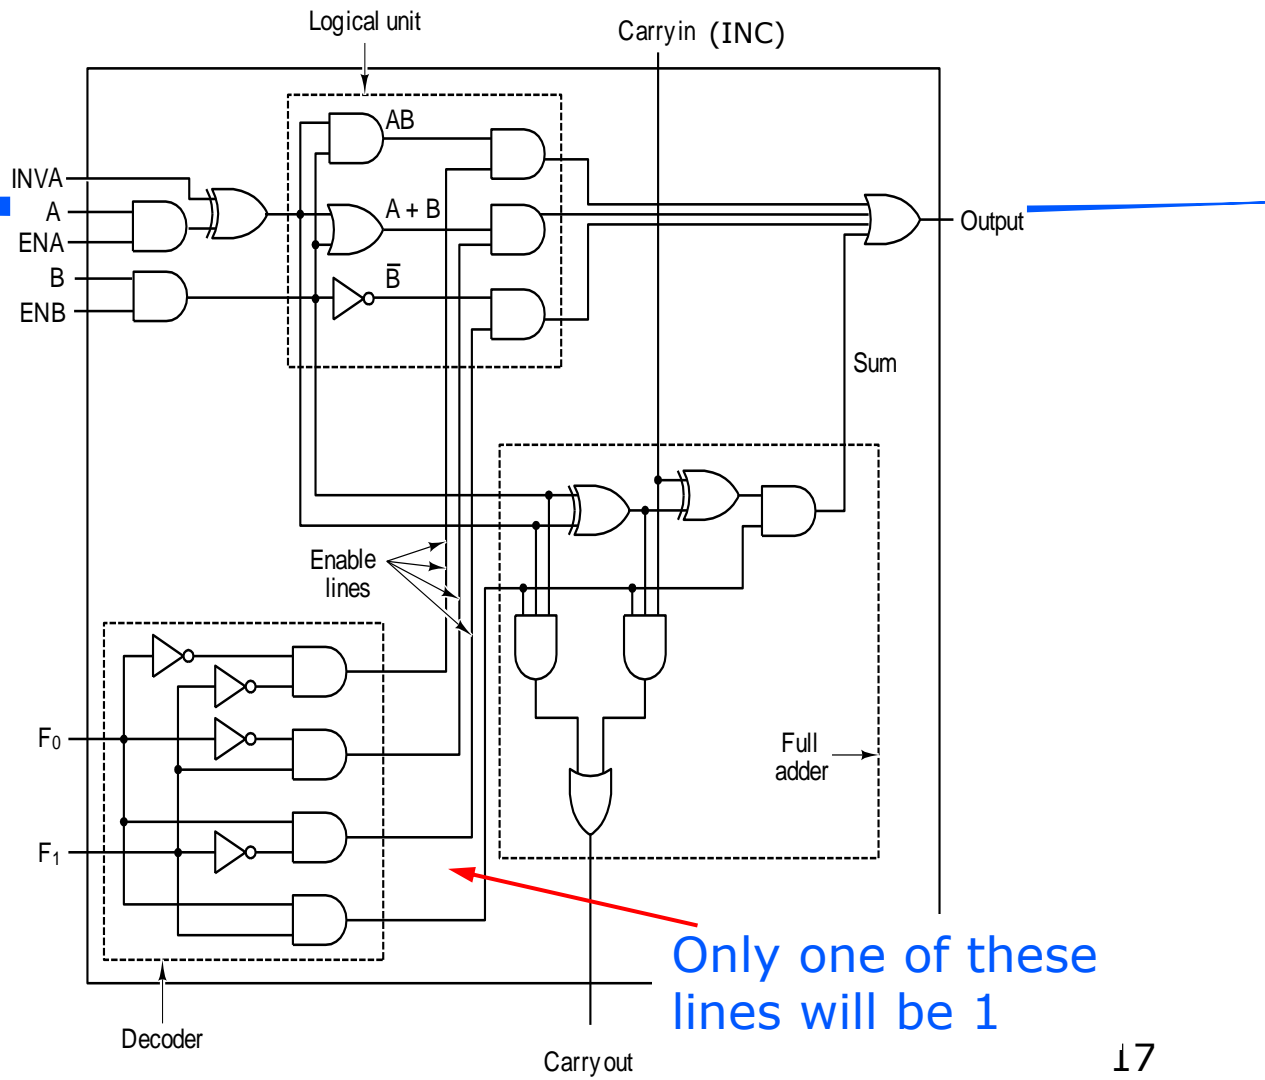 Logical unit
Carry in (INC)
AB
INVA
A
ENA
A + B
Output
B
B̅
ENB
Sum
Enable
lines
F₀
Full
adder
F₁
Only one of these
lines will be 1
Decoder
Carry out
17